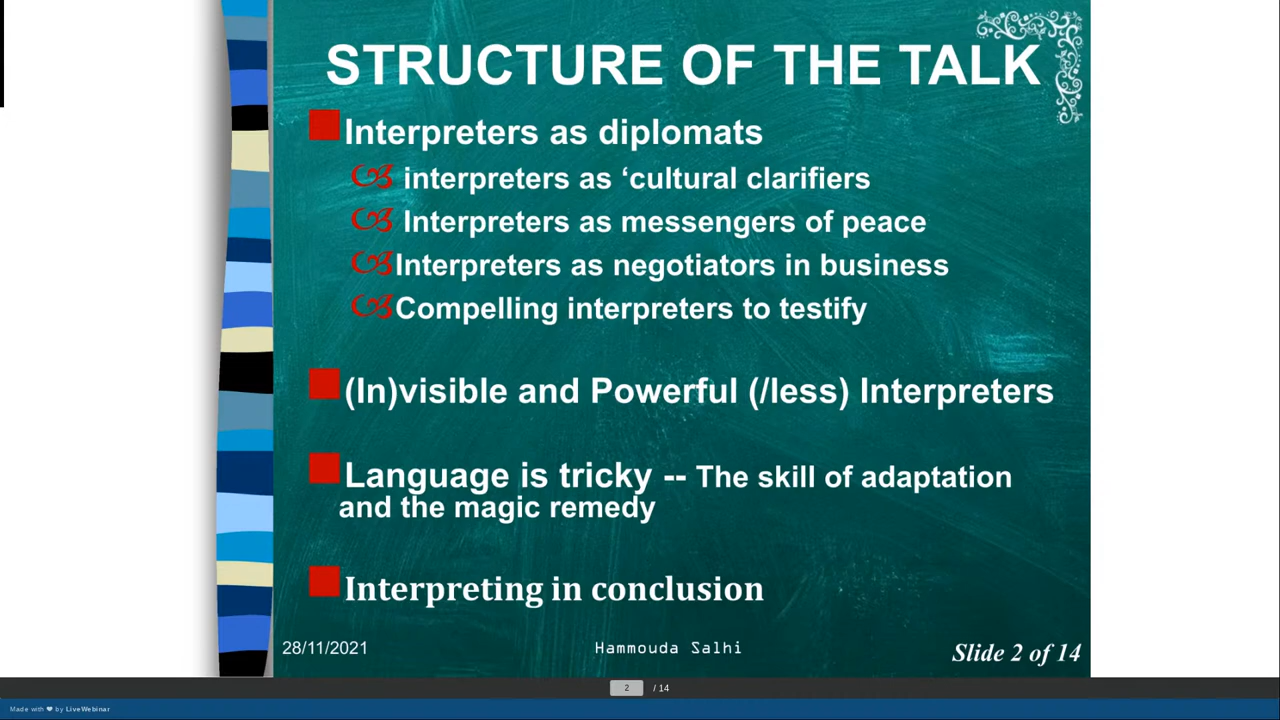 STRUCTURE OF THE TALK
Interpreters as diplomats
interpreters as ‘cultural clarifiers
Interpreters as messengers of peace
Interpreters as negotiators in business
Compelling interpreters to testify
(In)visible and Powerful (/less) Interpreters
Language is tricky -- The skill of adaptation
and the magic remedy
Interpreting in conclusion
28/11/2021
Hammouda Salhi
Slide 2 of 14
2 / 14
Made with ❤ by LiveWebinar